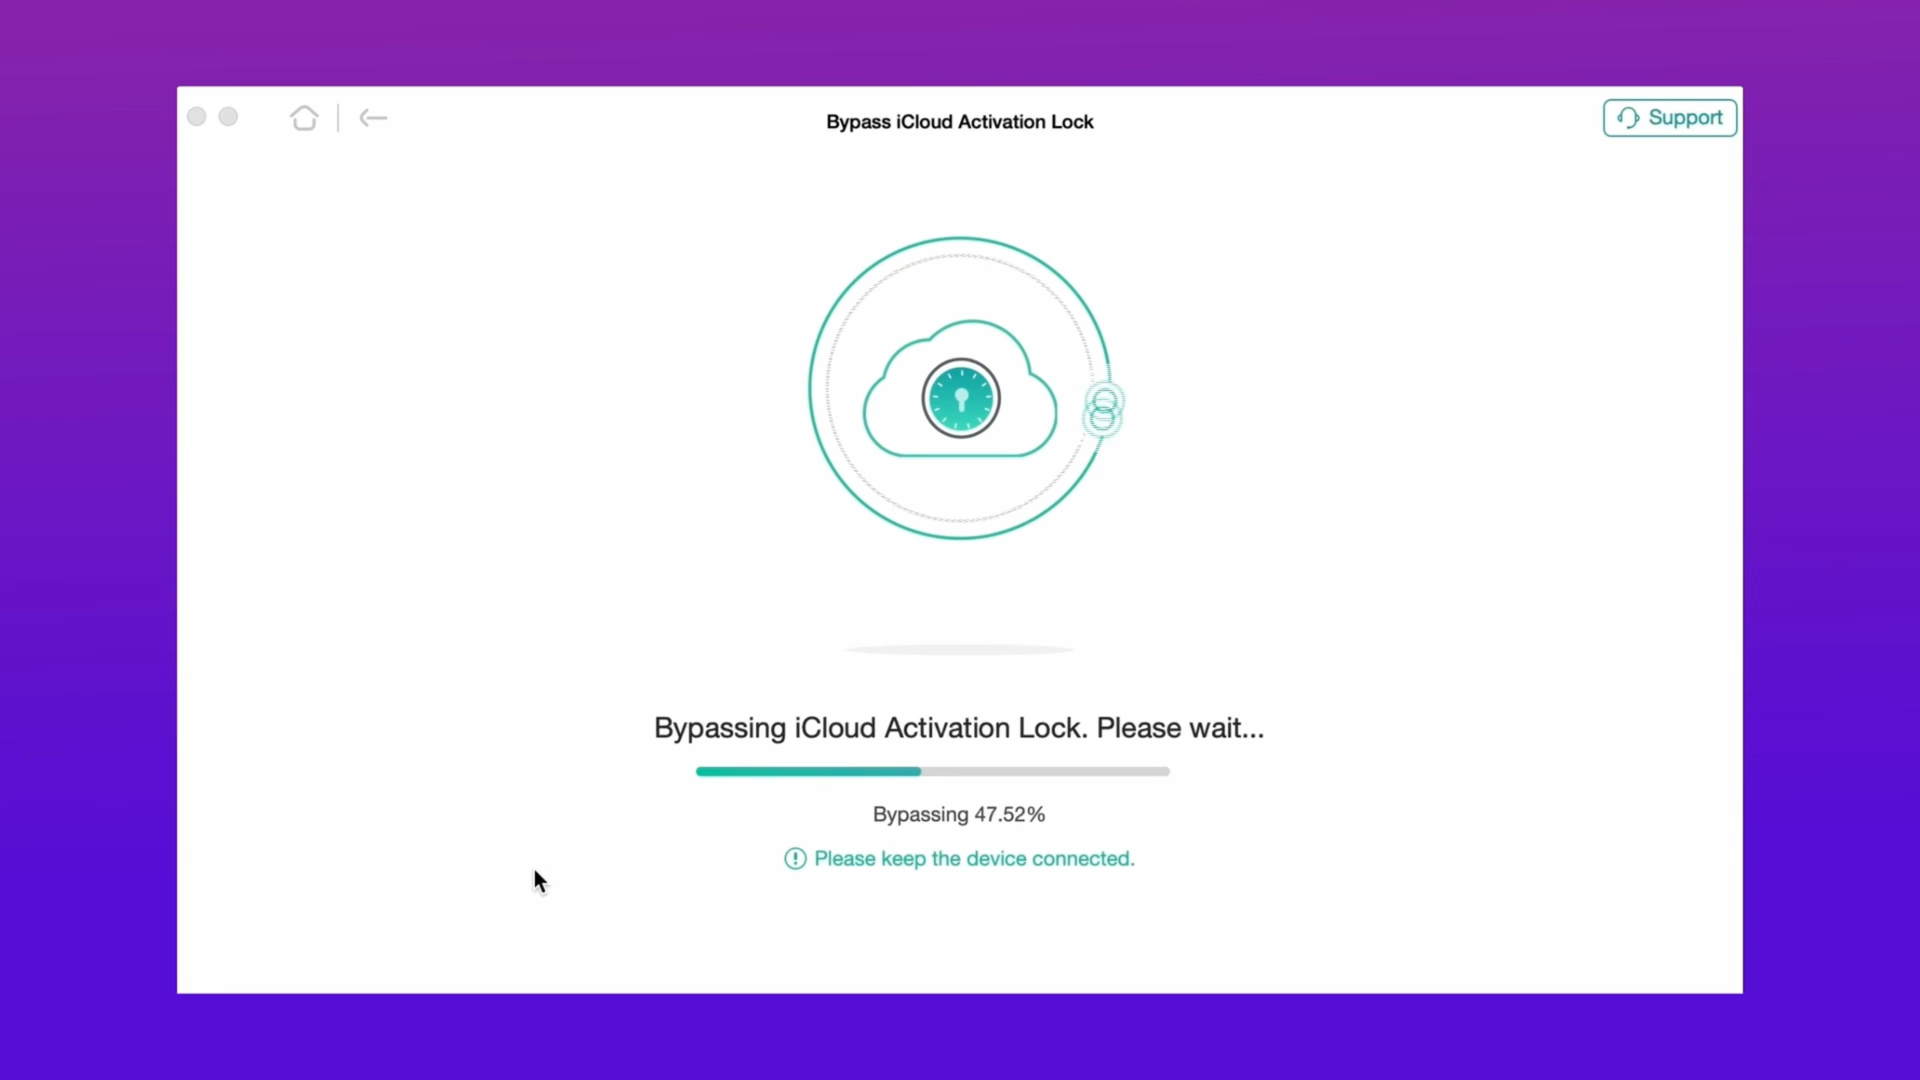 Bypass iCloud Activation Lock
Support
Bypassing iCloud Activation Lock. Please wait...
Bypassing 47.52%
Please keep the device connected.